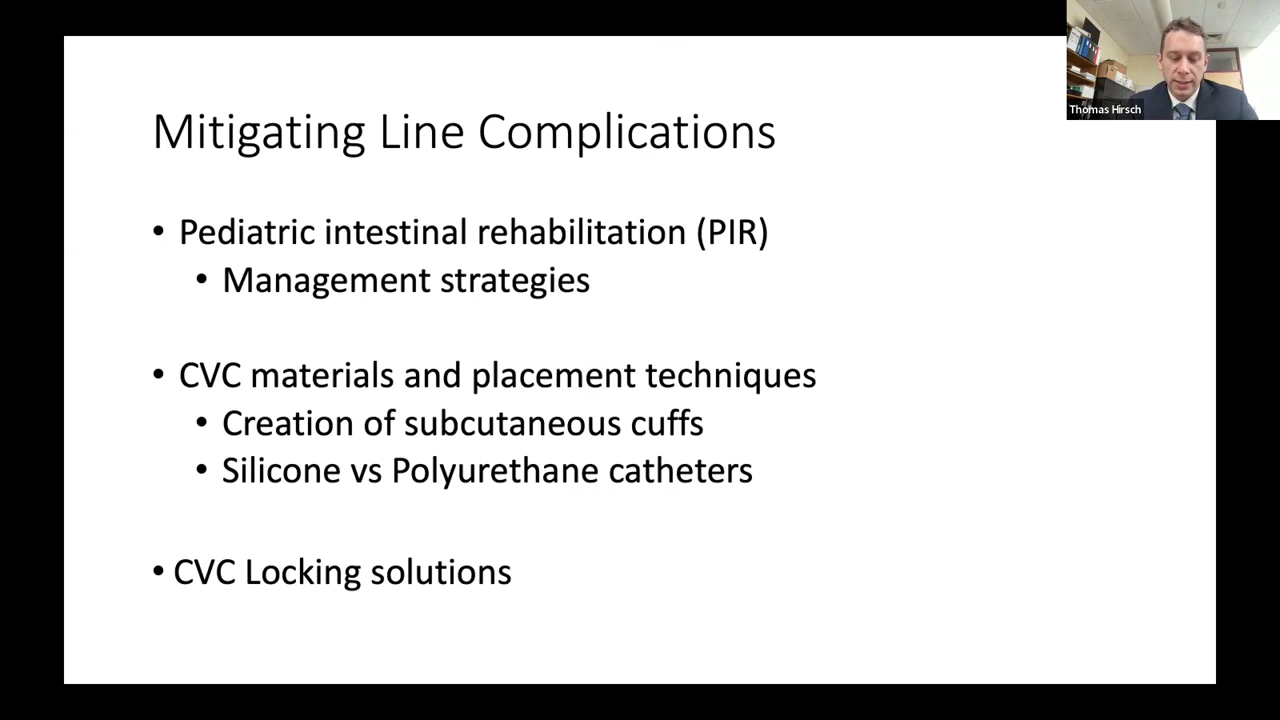 Thomas Hirsch
Mitigating Line Complications
• Pediatric intestinal rehabilitation (PIR)
• Management strategies
• CVC materials and placement techniques
• Creation of subcutaneous cuffs
• Silicone vs Polyurethane catheters
• CVC Locking solutions